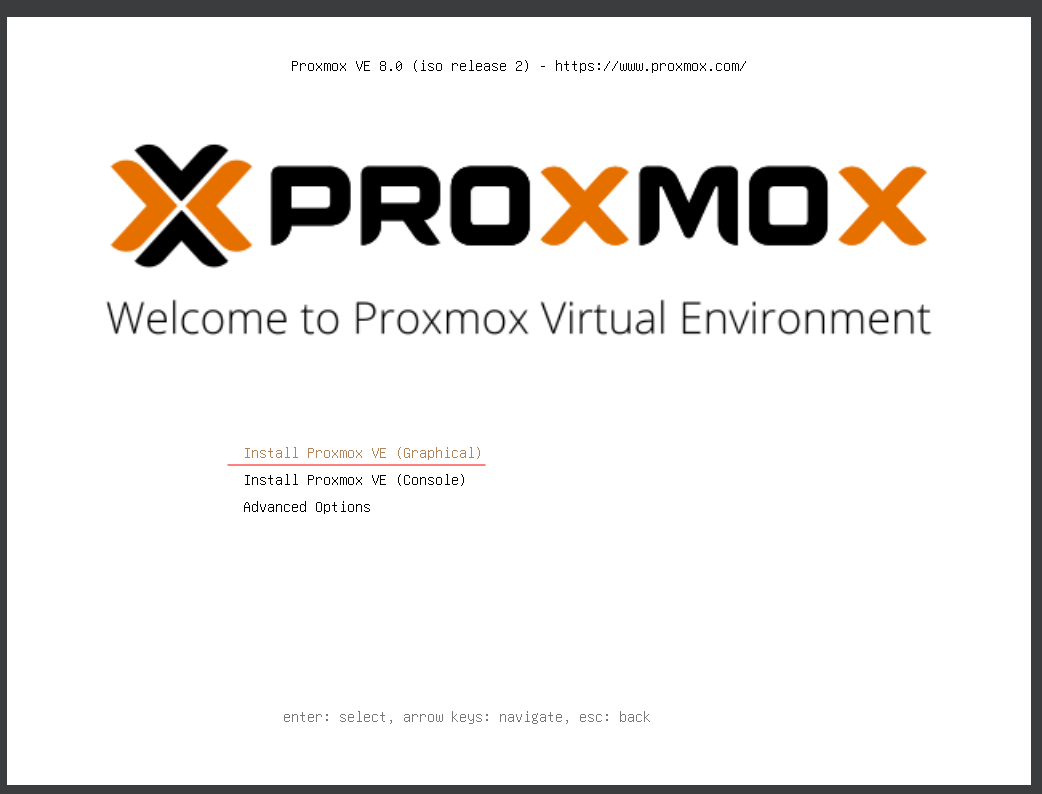 Proxmox VE 8.0 (iso release 2) - https://www.proxmox.com/
PROXMOX
Welcome to Proxmox Virtual Environment
Install Proxmox VE (Graphical)
Install Proxmox VE (Console)
Advanced Options
enter: select, arrow keys: navigate, esc: back